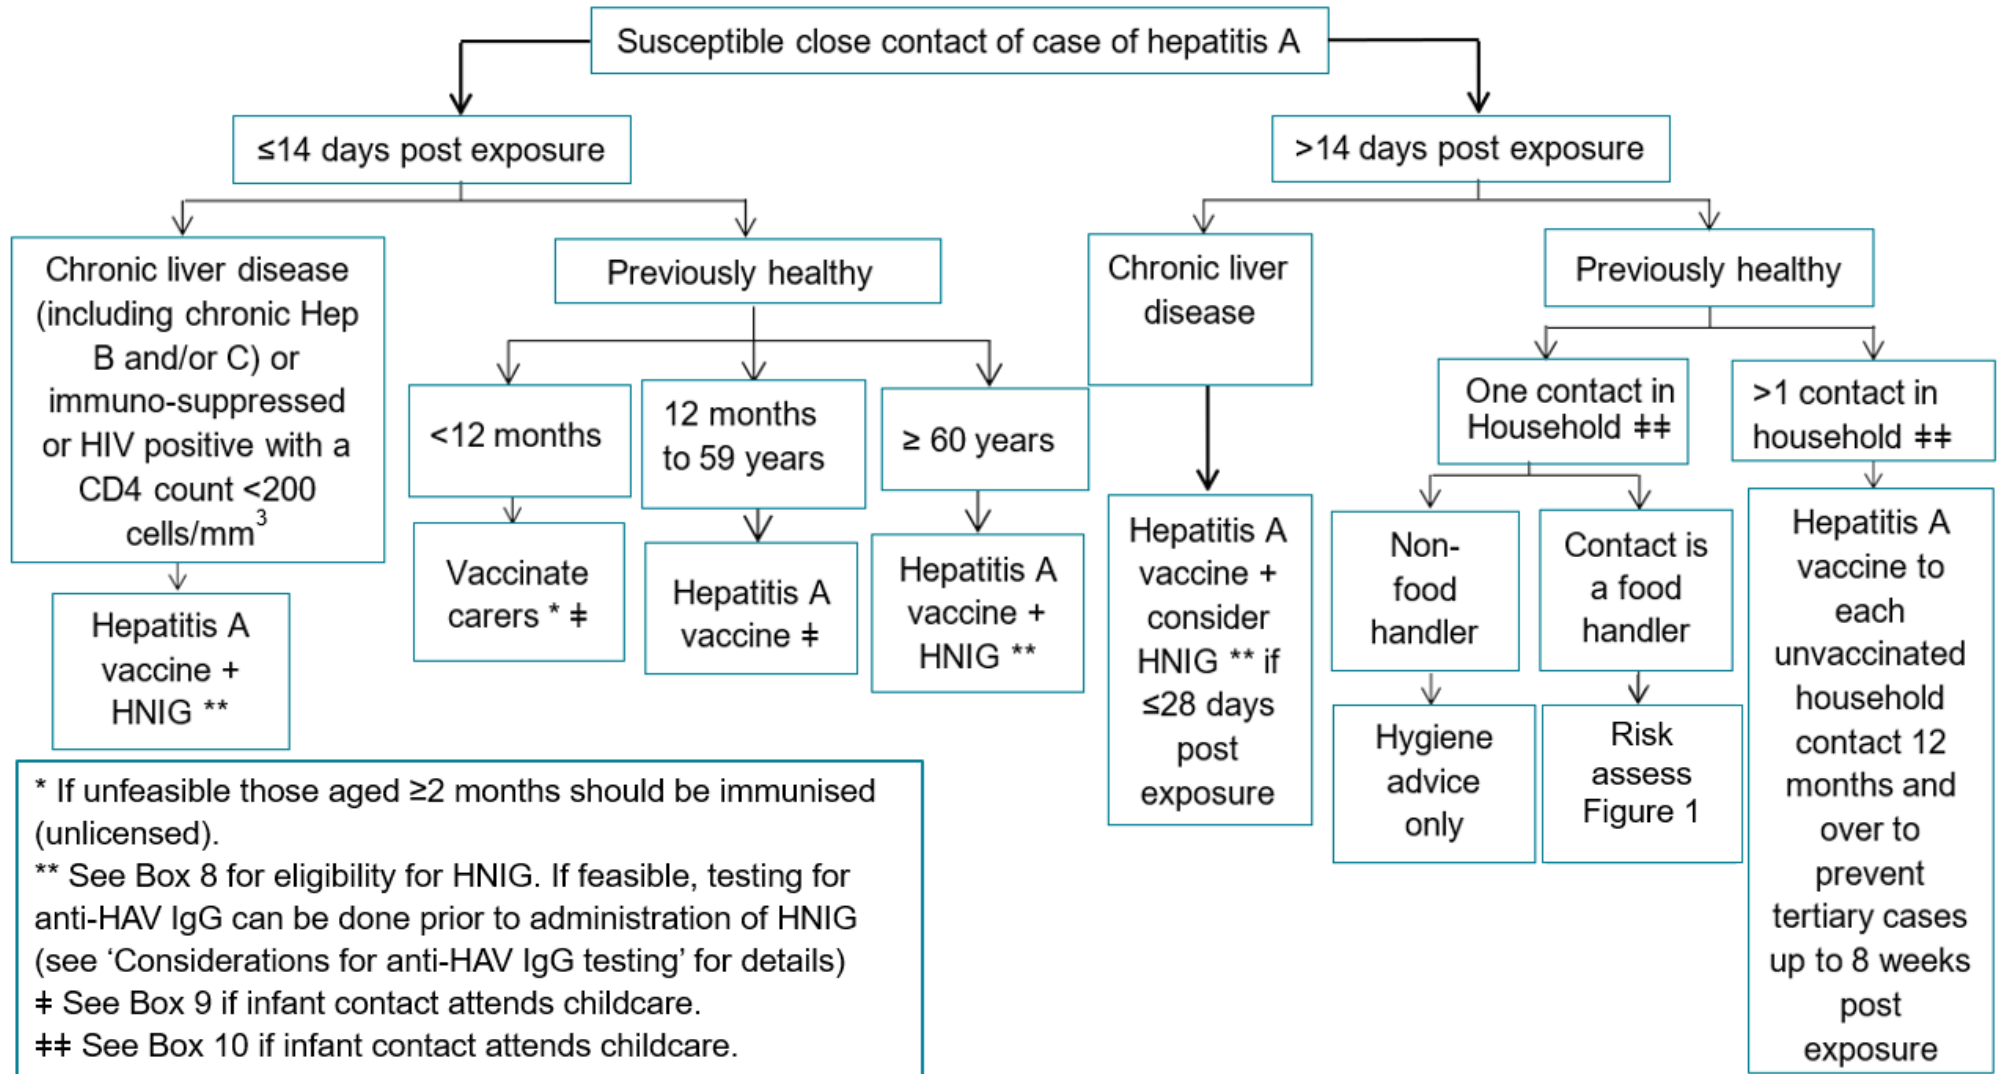 Susceptible close contact of case of hepatitis A
≤14 days post exposure
>14 days post exposure
Chronic liver disease
(including chronic Hep
B and/or C) or
immuno-suppressed
or HIV positive with a
CD4 count <200
cells/mm³
Previously healthy
Chronic liver
disease
Previously healthy
<12 months
12 months
to 59 years
≥ 60 years
One contact in
Household ǂǂ
>1 contact in
household ǂǂ
Hepatitis A
vaccine +
HNIG **
Vaccinate
carers * ǂ
Hepatitis A
vaccine ǂ
Hepatitis A
vaccine +
HNIG **
Hepatitis A
vaccine +
consider
HNIG ** if
≤28 days
post
exposure
Non-
food
handler
Contact is
a food
handler
Hygiene
advice
only
Risk
assess
Figure 1
Hepatitis A
vaccine to
each
unvaccinated
household
contact 12
months and
over to
prevent
tertiary cases
up to 8 weeks
post
exposure
* If unfeasible those aged ≥2 months should be immunised
(unlicensed).
** See Box 8 for eligibility for HNIG. If feasible, testing for
anti-HAV IgG can be done prior to administration of HNIG
(see ‘Considerations for anti-HAV IgG testing’ for details)
ǂ See Box 9 if infant contact attends childcare.
ǂǂ See Box 10 if infant contact attends childcare.